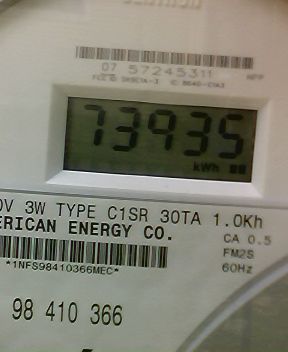 07 57245311
73935
kWh
0V 3W TYPE C1SR 30TA 1.0Kh
ERICAN ENERGY CO.
CA 0.5
FM2S
60Hz
*1NFS98410366MEC*
98 410 366